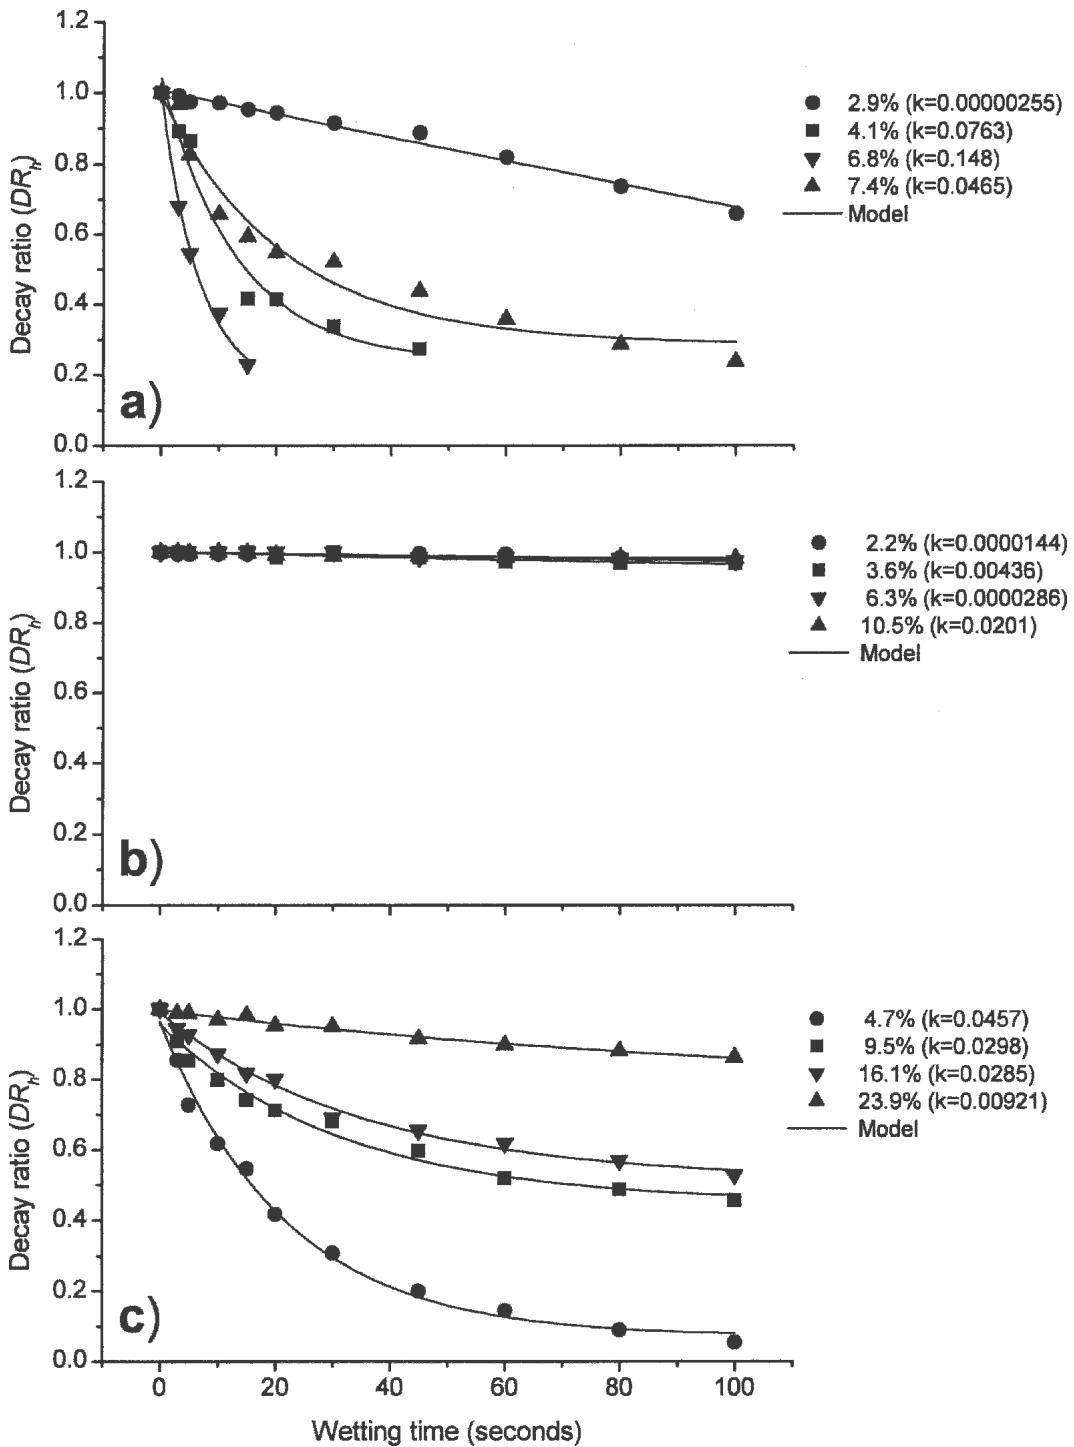 1.2
1.0
0.8
0.6
0.4
0.2
0.0
Decay ratio (DRh)
a)
2.9% (k=0.00000255)
4.1% (k=0.0763)
6.8% (k=0.148)
7.4% (k=0.0465)
Model
1.2
1.0
0.8
0.6
0.4
0.2
0.0
Decay ratio (DRh)
b)
2.2% (k=0.0000144)
3.6% (k=0.00436)
6.3% (k=0.0000286)
10.5% (k=0.0201)
Model
1.2
1.0
0.8
0.6
0.4
0.2
0.0
Decay ratio (DRh)
c)
4.7% (k=0.0457)
9.5% (k=0.0298)
16.1% (k=0.0285)
23.9% (k=0.00921)
Model
0 20 40 60 80 100
Wetting time (seconds)